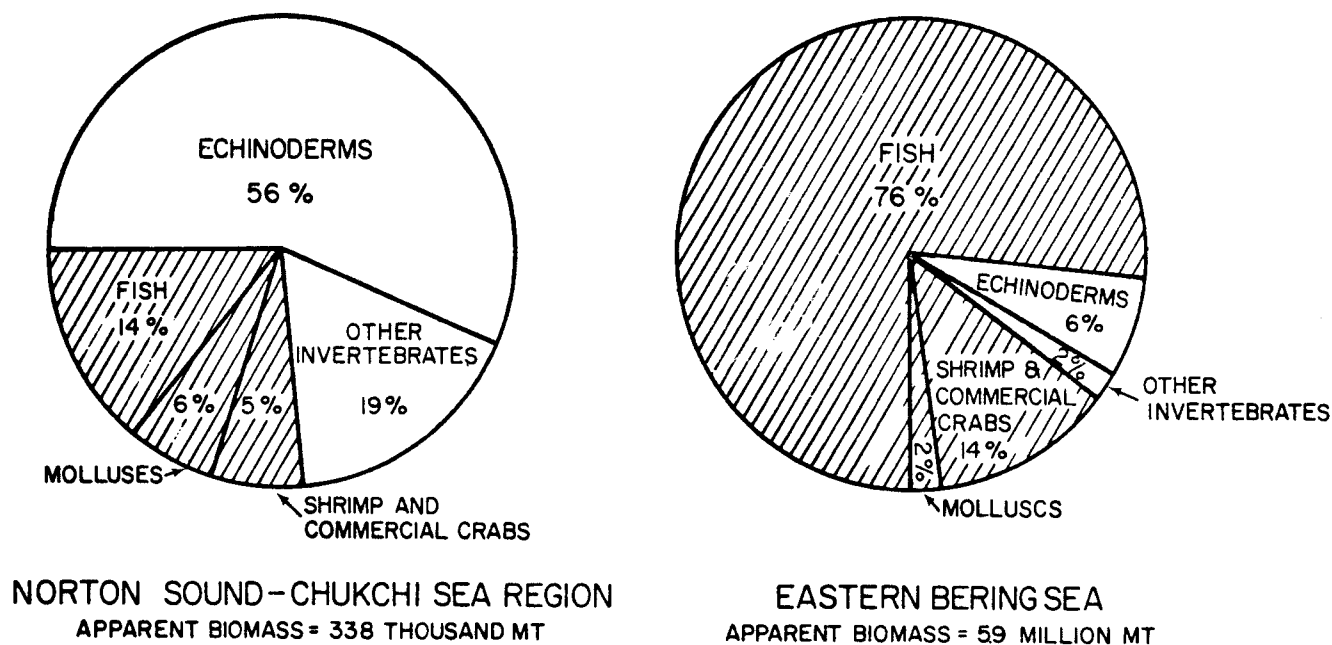 ECHINODERMS
56 %
FISH
14 %
6 %
5 %
OTHER
INVERTEBRATES
19 %
MOLLUSES
SHRIMP AND
COMMERCIAL CRABS
NORTON SOUND-CHUKCHI SEA REGION
APPARENT BIOMASS = 338 THOUSAND MT
FISH
76 %
ECHINODERMS
6 %
2 %
OTHER
INVERTEBRATES
SHRIMP &
COMMERCIAL
CRABS
14 %
2 %
MOLLUSCS
EASTERN BERING SEA
APPARENT BIOMASS = 5.9 MILLION MT